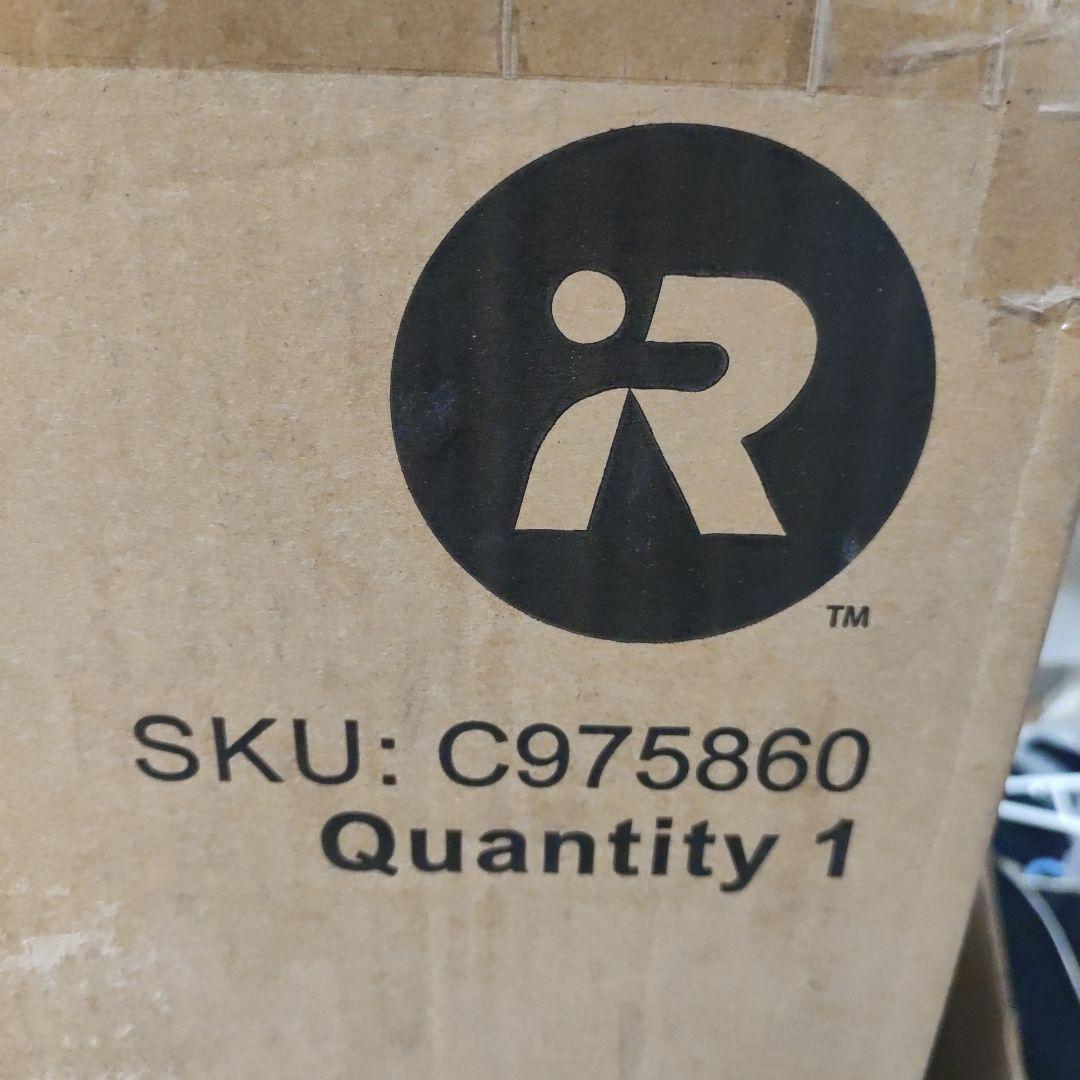 R
TM
SKU: C975860
Quantity 1